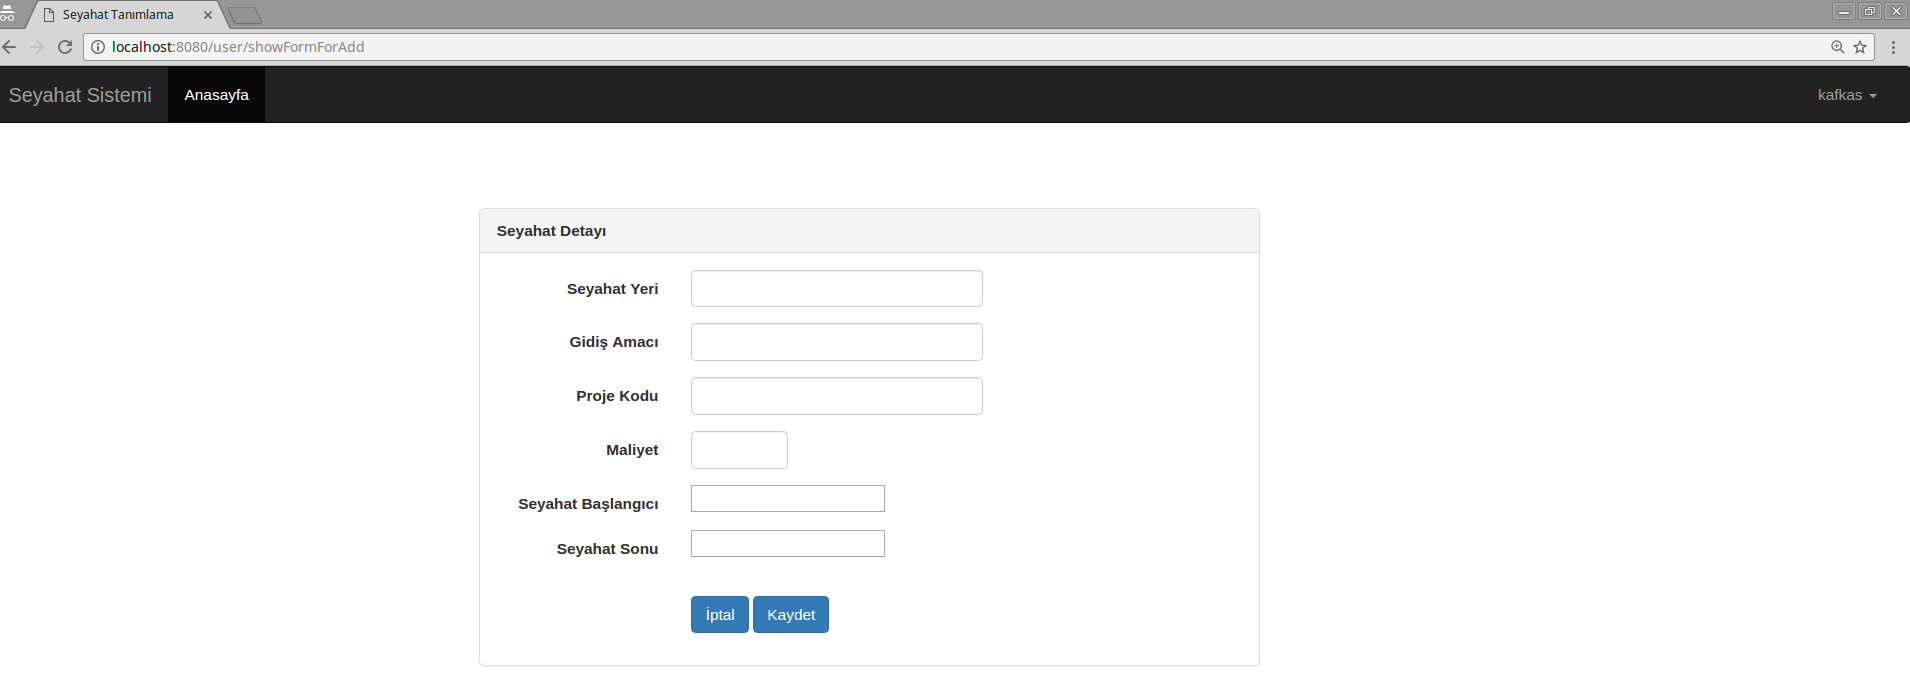 Seyahat Tanımlama
localhost:8080/user/showFormForAdd
Seyahat Sistemi Anasayfa kafkas
Seyahat Detayı
Seyahat Yeri
Gidiş Amacı
Proje Kodu
Maliyet
Seyahat Başlangıcı
Seyahat Sonu
İptal Kaydet